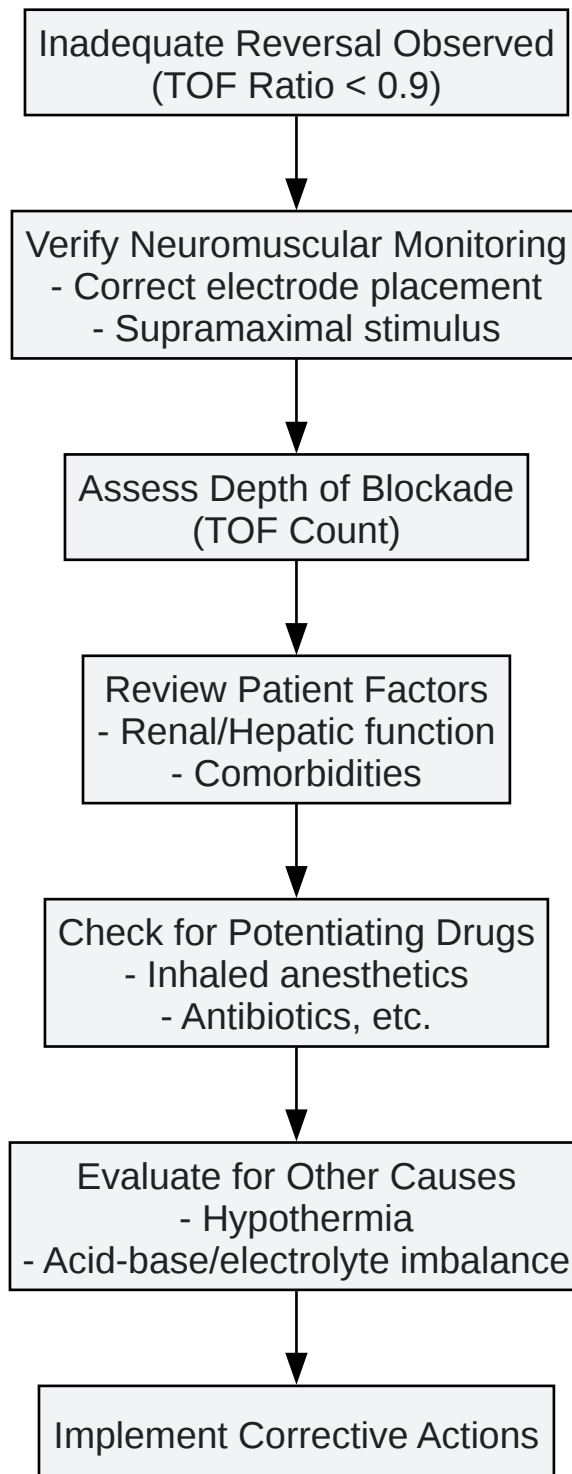 Inadequate Reversal Observed
(TOF Ratio < 0.9)
Verify Neuromuscular Monitoring
- Correct electrode placement
- Supramaximal stimulus
Assess Depth of Blockade
(TOF Count)
Review Patient Factors
- Renal/Hepatic function
- Comorbidities
Check for Potentiating Drugs
- Inhaled anesthetics
- Antibiotics, etc.
Evaluate for Other Causes
- Hypothermia
- Acid-base/electrolyte imbalance
Implement Corrective Actions